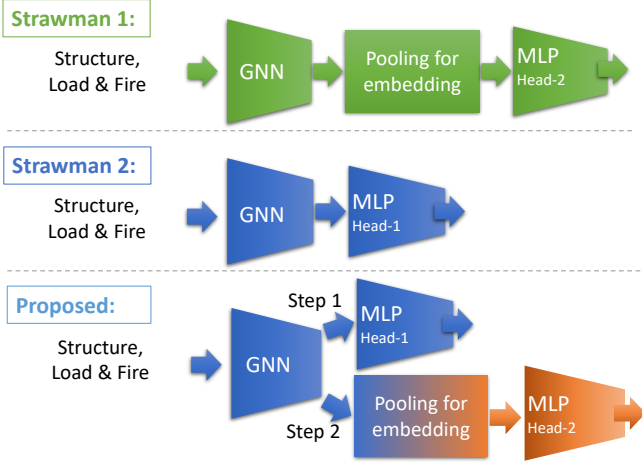 Strawman 1:
Structure,
Load & Fire
GNN
Pooling for
embedding
MLP
Head-2
Strawman 2:
Structure,
Load & Fire
GNN
MLP
Head-1
Proposed:
Structure,
Load & Fire
GNN
Step 1
MLP
Head-1
Step 2
Pooling for
embedding
MLP
Head-2